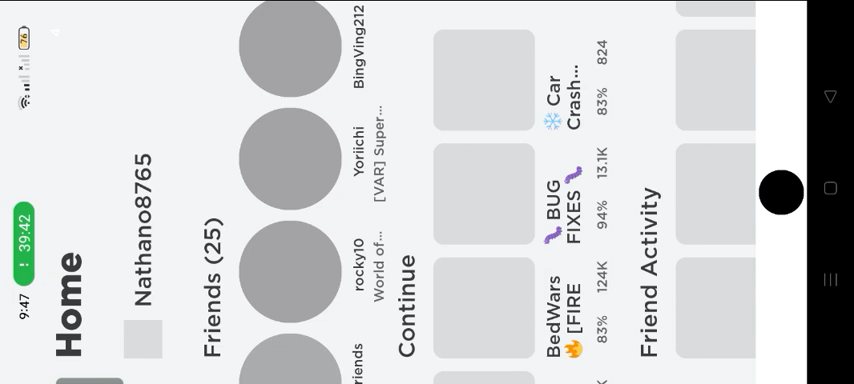 9:47
39:42
76
Home
Nathano8765
Friends (25)
riends
rocky10
World of...
Yoriichi
[VAR] Super...
BingVing212
Continue
BedWars
🔥 [FIRE
83% 124K
🐛 BUG
FIXES 🐛
94% 13.1K
❄️ Car
Crash...
83% 824
Friend Activity